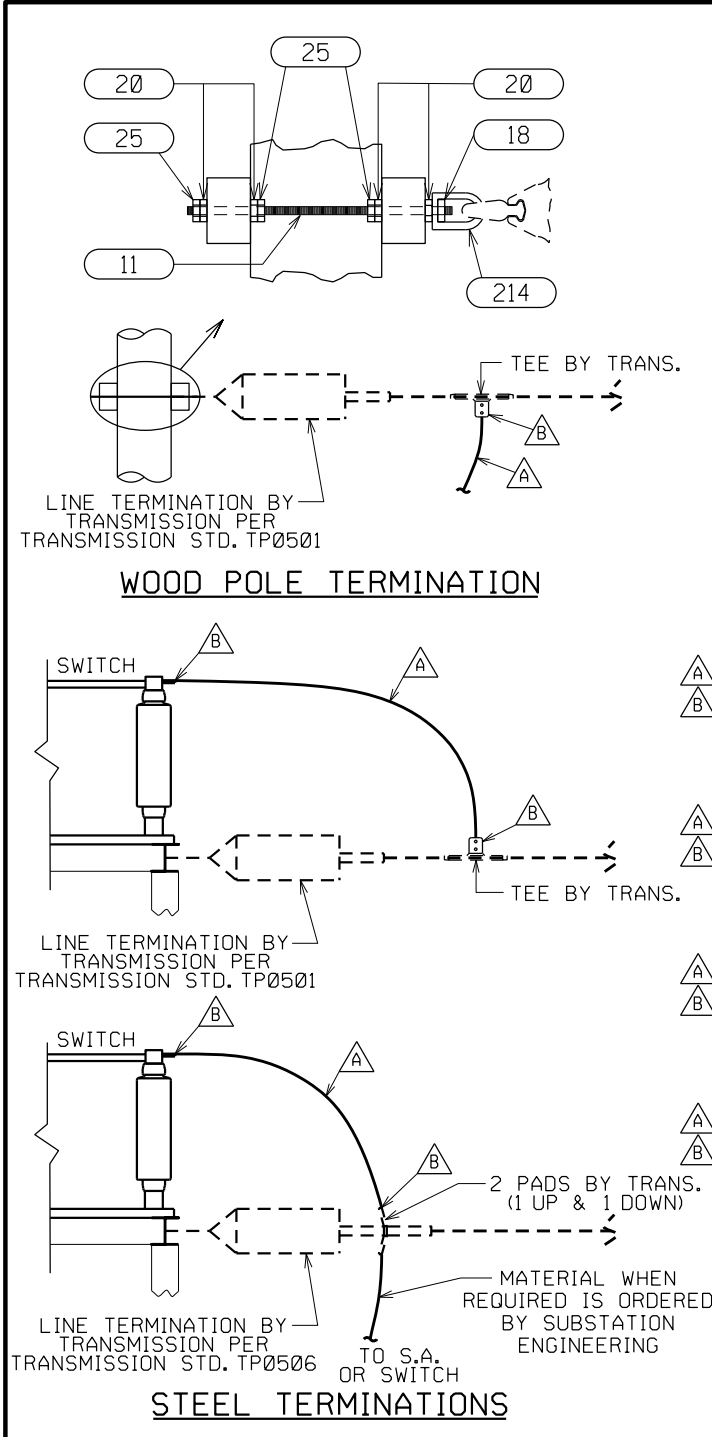 25
20
20
25
18
11
214
TEE BY TRANS.
B
A
LINE TERMINATION BY
TRANSMISSION PER
TRANSMISSION STD. TP0501
WOOD POLE TERMINATION
SWITCH
B
A
B
TEE BY TRANS.
LINE TERMINATION BY
TRANSMISSION PER
TRANSMISSION STD. TP0501
A
B
A
B
SWITCH
B
A
B
2 PADS BY TRANS.
(1 UP & 1 DOWN)
MATERIAL WHEN
REQUIRED IS ORDERED
BY SUBSTATION
ENGINEERING
LINE TERMINATION BY
TRANSMISSION PER
TRANSMISSION STD. TP0506
TO S.A.
OR SWITCH
STEEL TERMINATIONS
A
B
A
B